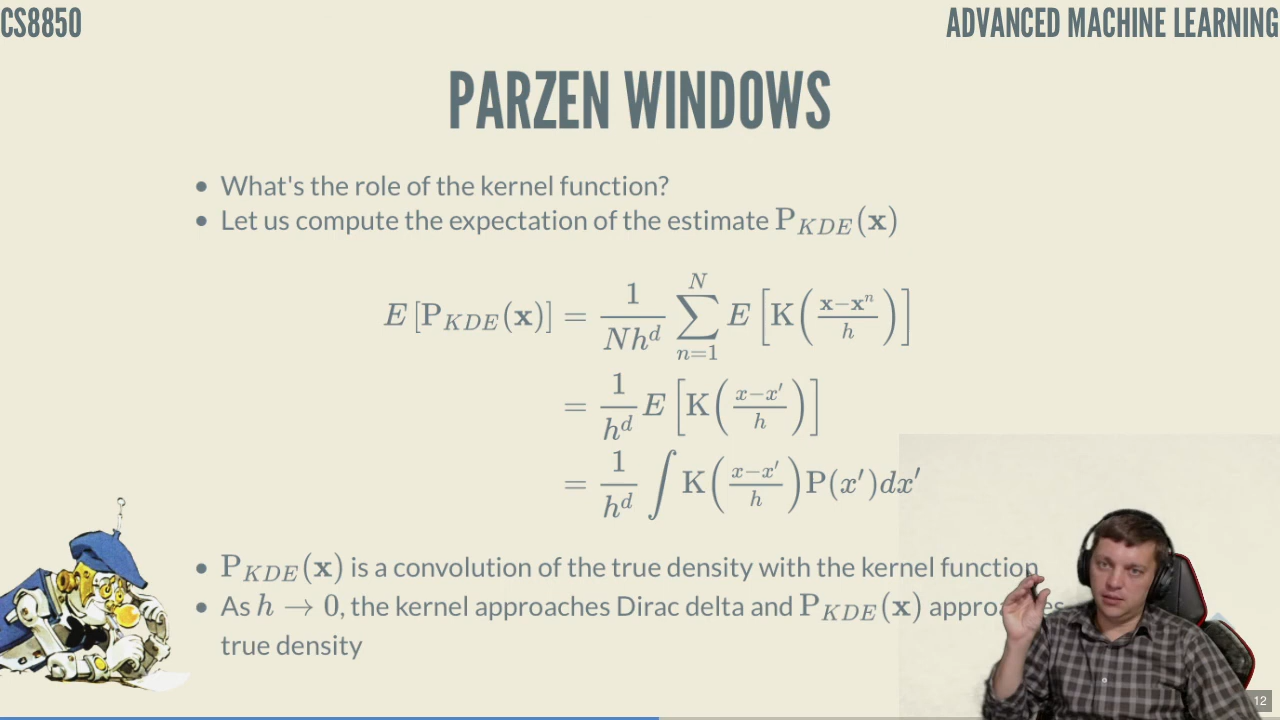 CS8850
ADVANCED MACHINE LEARNING
PARZEN WINDOWS
• What's the role of the kernel function?
• Let us compute the expectation of the estimate P_{KDE}(𝐱)
E[P_{KDE}(𝐱)] = \frac{1}{Nh^d} \sum_{n=1}^{N} E[K(\frac{𝐱−𝐱^n}{h})]
= \frac{1}{h^d} E[K(\frac{x−x′}{h})]
= \frac{1}{h^d} ∫ K(\frac{x−x′}{h}) P(x′)dx′
• P_{KDE}(𝐱) is a convolution of the true density with the kernel function
• As h → 0, the kernel approaches Dirac delta and P_{KDE}(𝐱)
true density
12